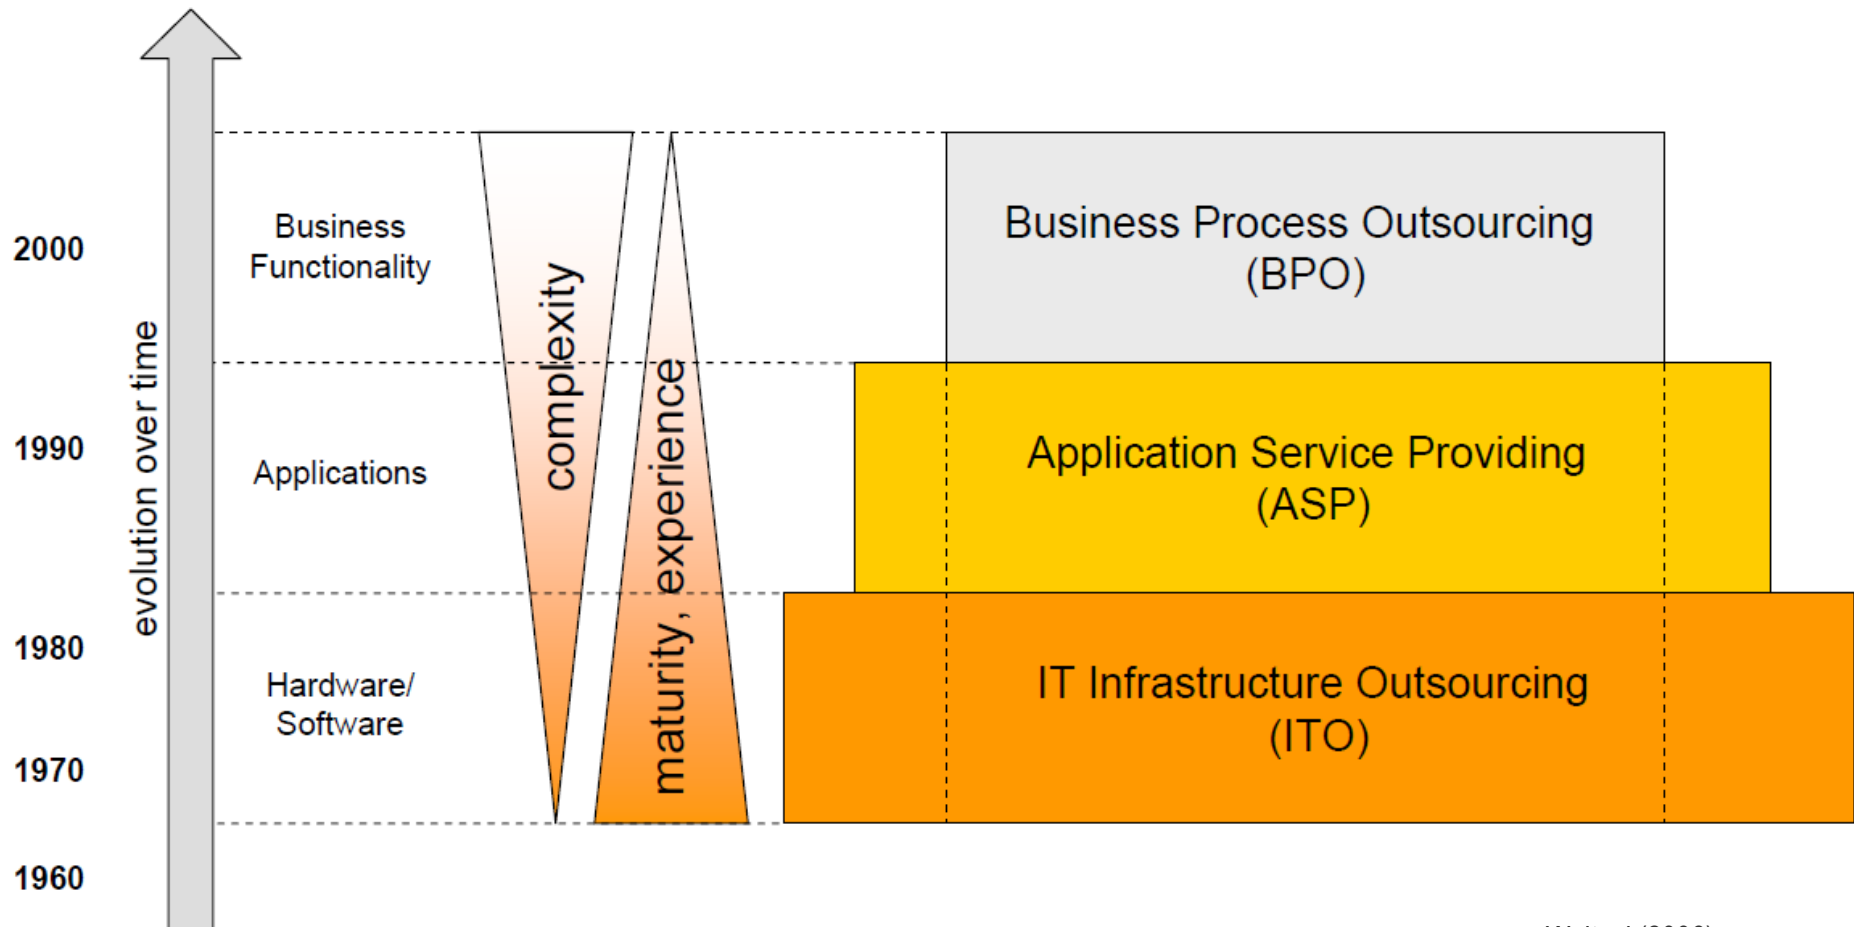 2000
1990
1980
1970
1960
evolution over time
Business
Functionality
Applications
Hardware/
Software
complexity
maturity, experience
Business Process Outsourcing
(BPO)
Application Service Providing
(ASP)
IT Infrastructure Outsourcing
(ITO)